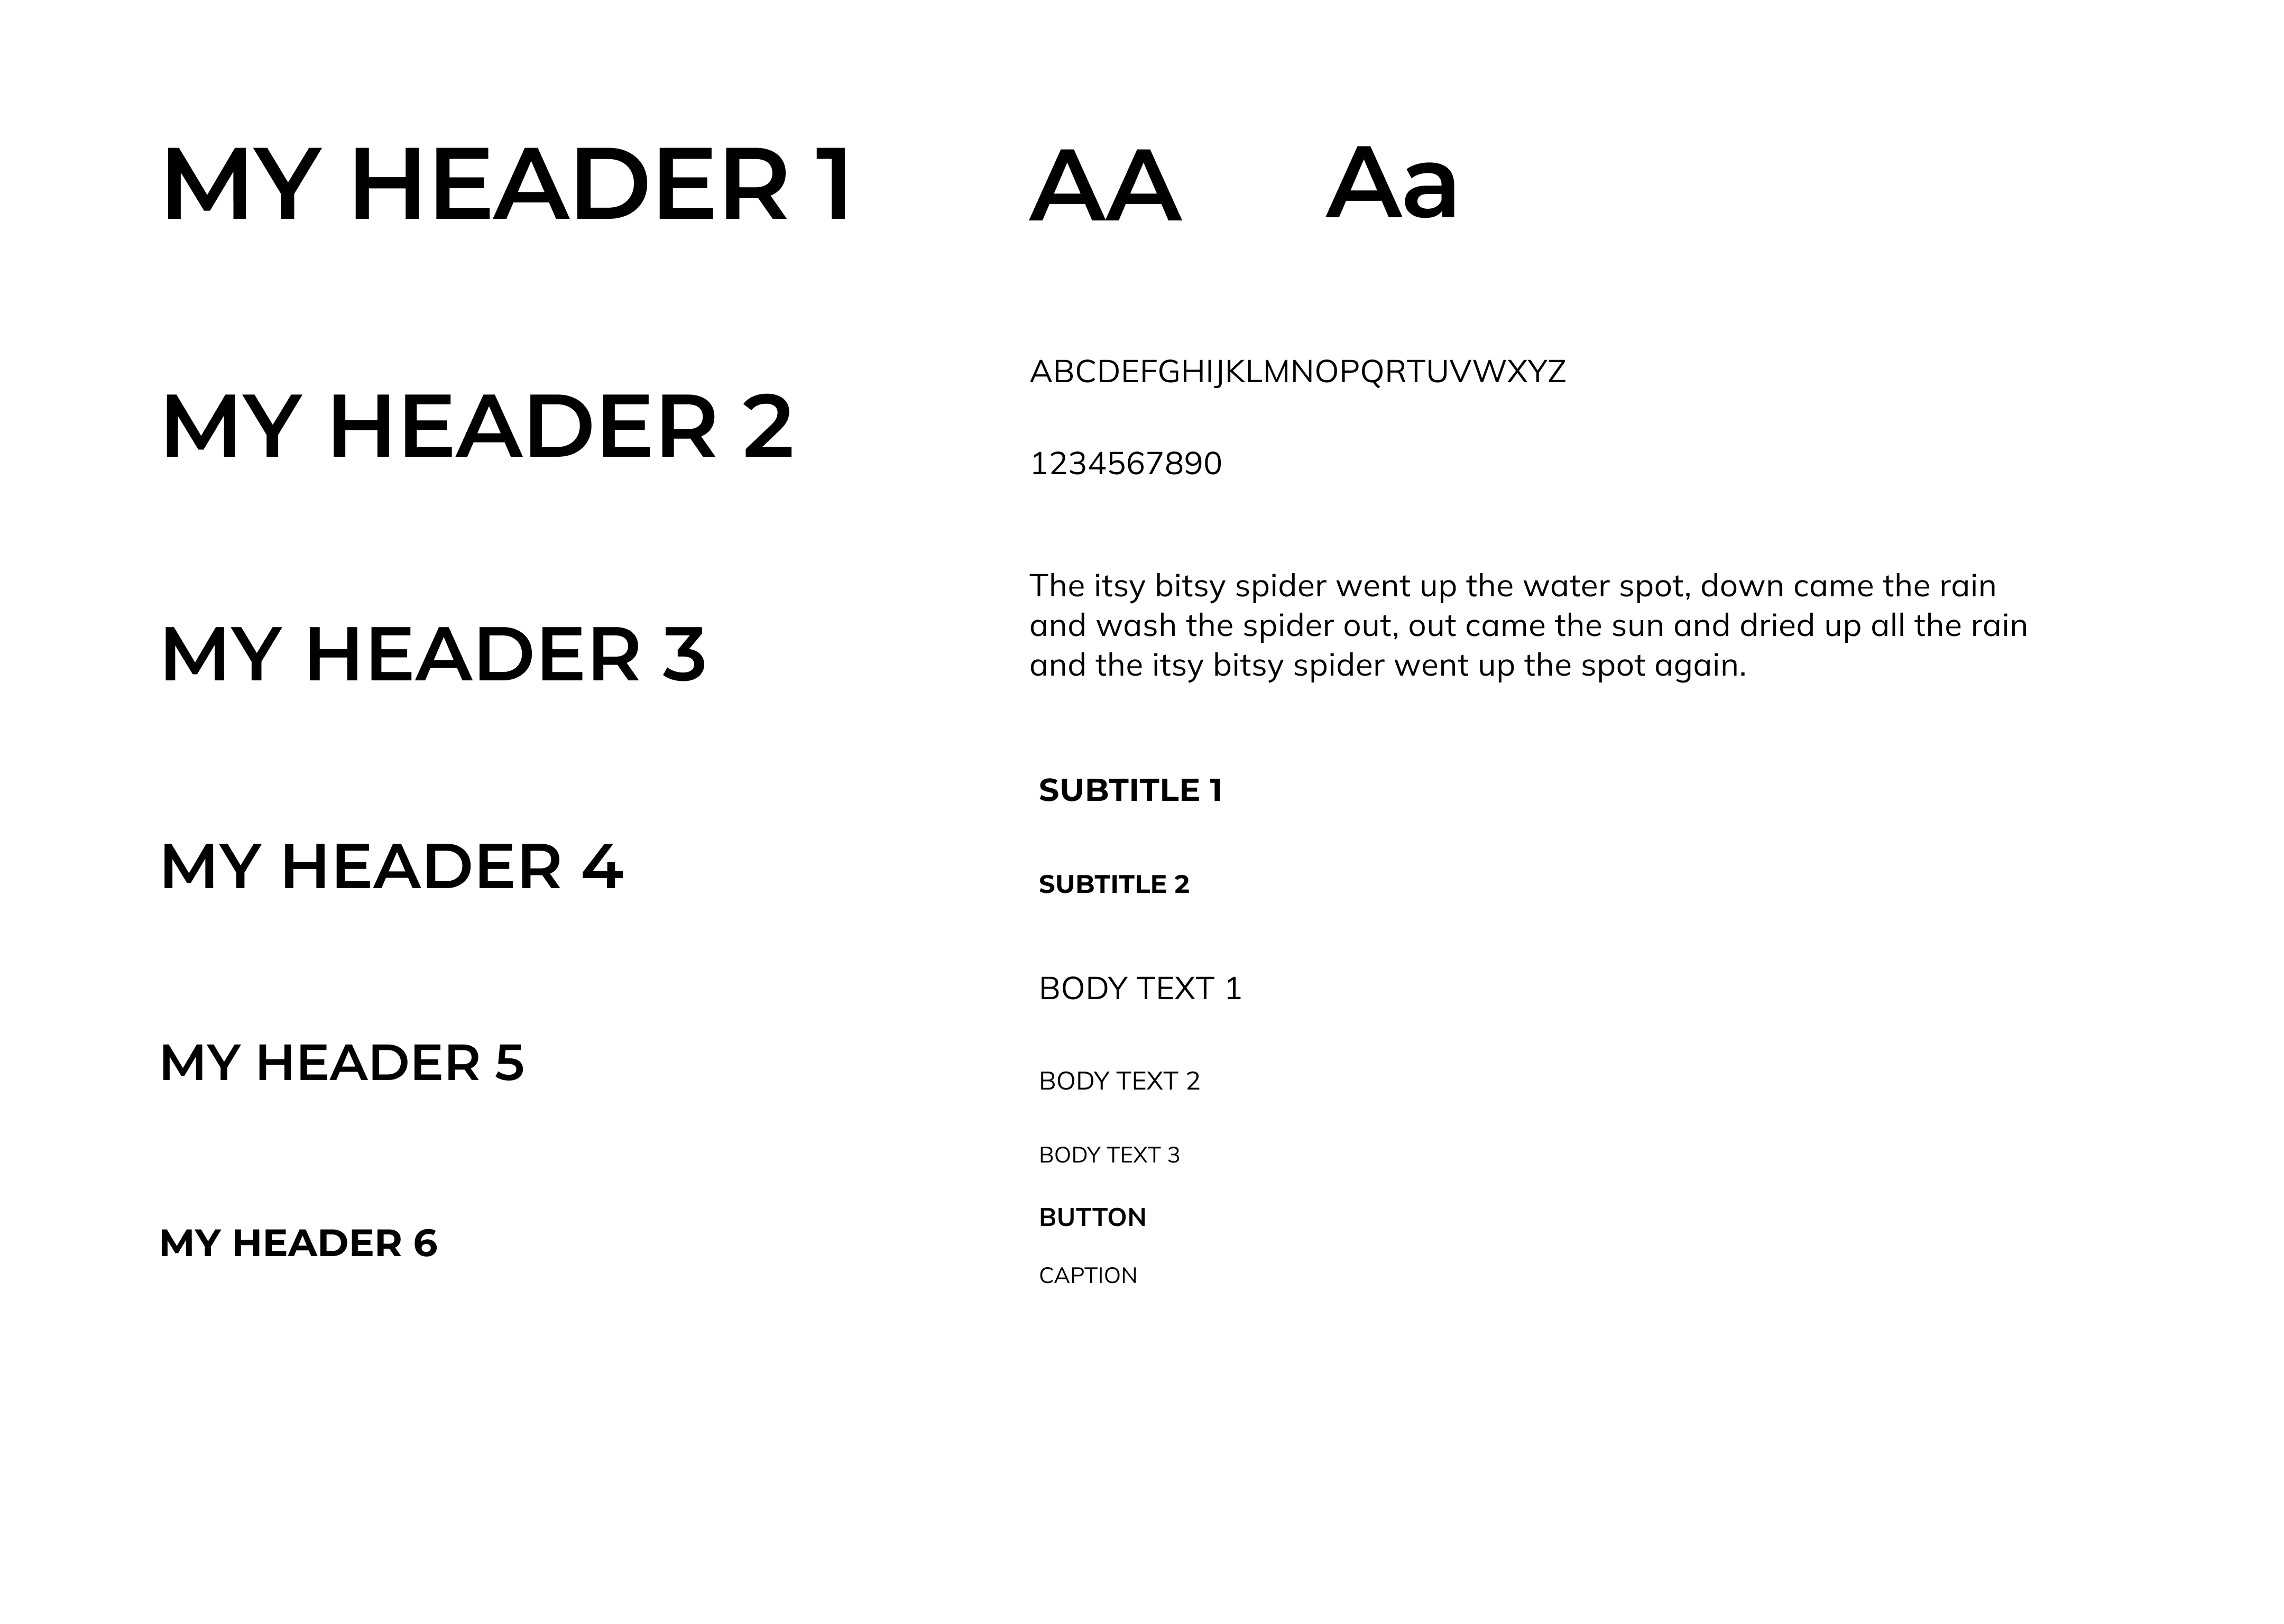 MY HEADER 1
MY HEADER 2
MY HEADER 3
MY HEADER 4
MY HEADER 5
MY HEADER 6
AA
Aa
ABCDEFGHIJKLMNOPQRTUVWXYZ
1234567890
The itsy bitsy spider went up the water spot, down came the rain
and wash the spider out, out came the sun and dried up all the rain
and the itsy bitsy spider went up the spot again.
SUBTITLE 1
SUBTITLE 2
BODY TEXT 1
BODY TEXT 2
BODY TEXT 3
BUTTON
CAPTION